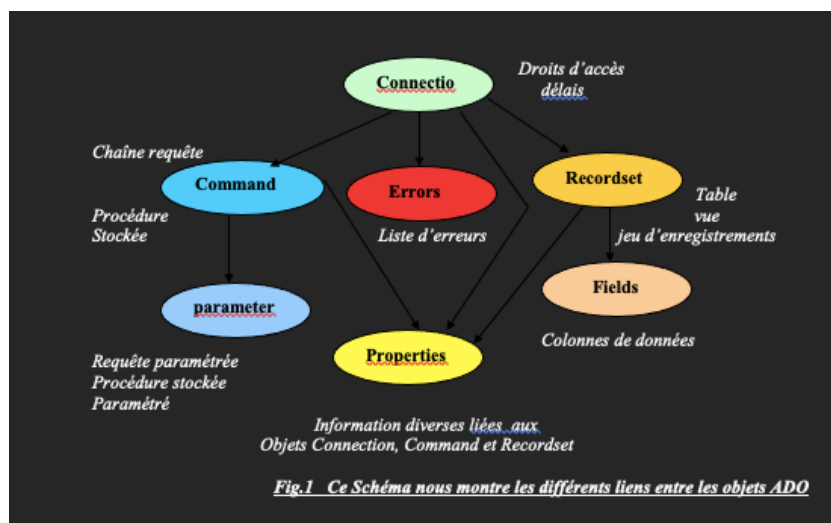 Connectio
Droits d'accès
délais
Chaîne requête
Command
Errors
Recordset
Procédure
Stockée
Liste d'erreurs
Table
vue
jeu d'enregistrements
parameter
Fields
Properties
Colonnes de données
Requête paramétrée
Procédure stockée
Paramétré
Information diverses liées aux
Objets Connection, Command et Recordset
Fig.1 Ce Schéma nous montre les différents liens entre les objets ADO